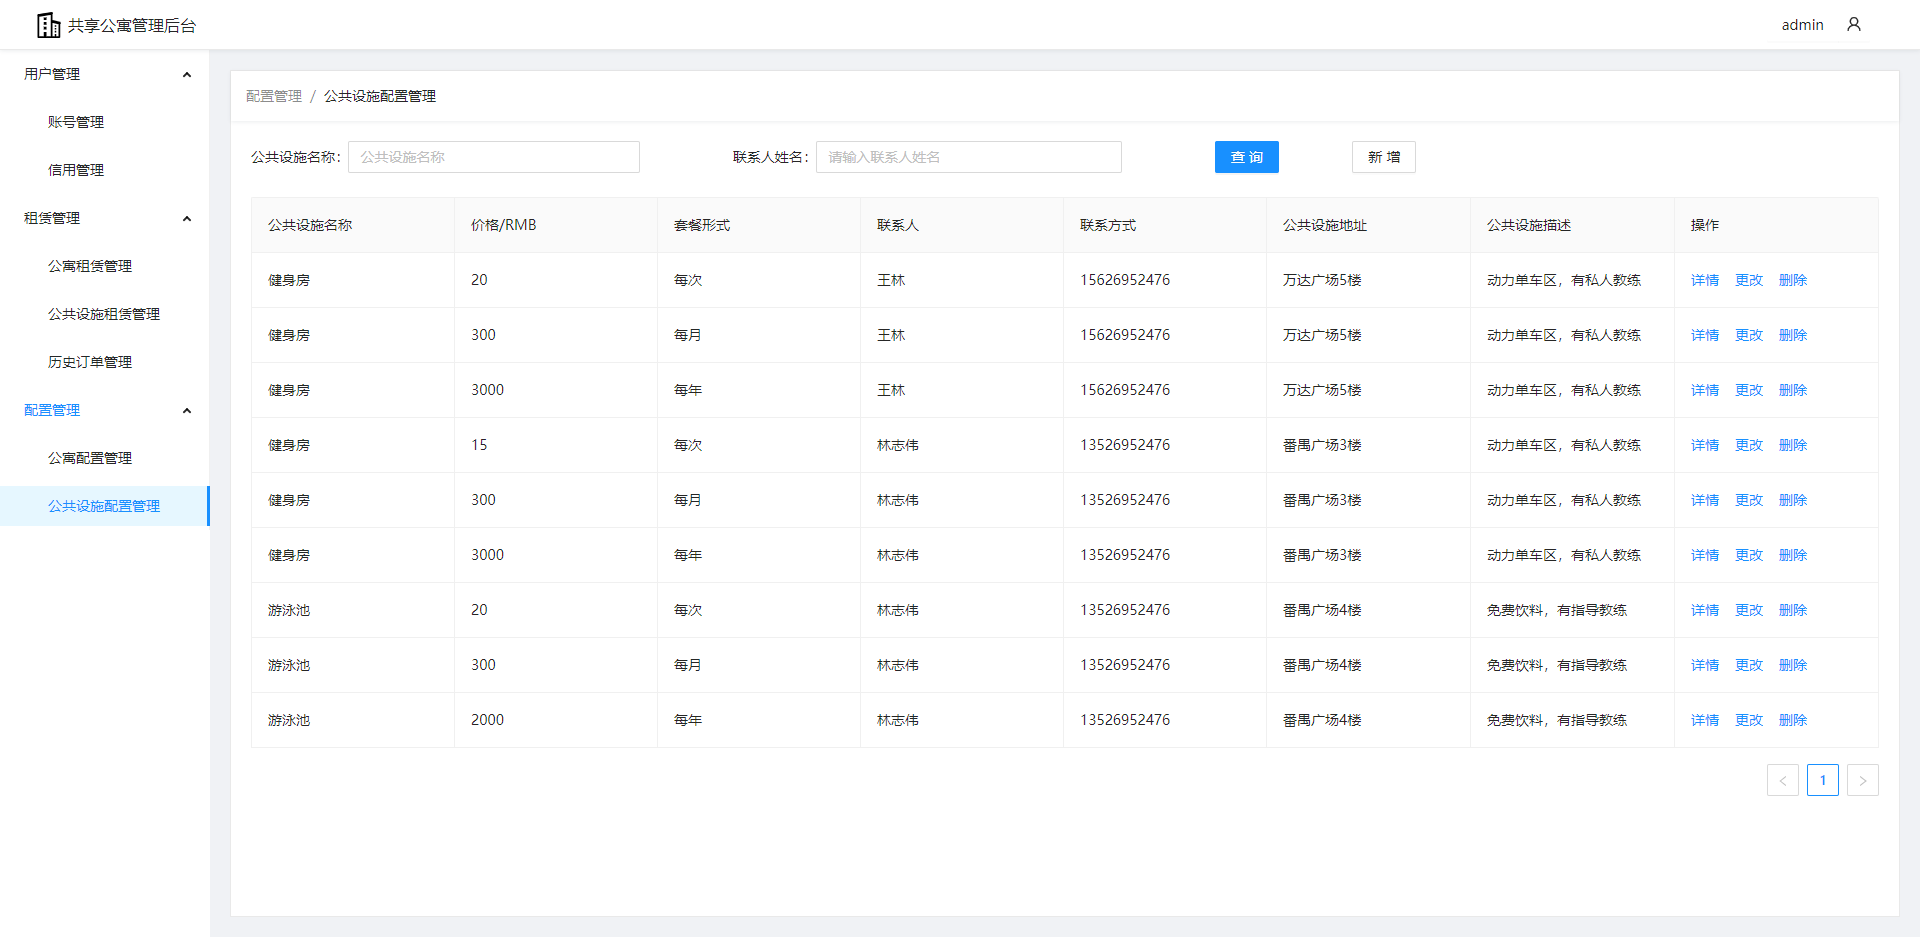 共享公寓管理后台
admin
用户管理
账号管理
信用管理
租赁管理
公寓租赁管理
公共设施租赁管理
历史订单管理
配置管理
公寓配置管理
公共设施配置管理
配置管理 / 公共设施配置管理
公共设施名称： 公共设施名称 联系人姓名： 请输入联系人姓名 查 询 新 增
公共设施名称 价格/RMB 套餐形式 联系人 联系方式 公共设施地址 公共设施描述 操作
健身房 20 每次 王林 15626952476 万达广场5楼 动力单车区，有私人教练 详情 更改 删除
健身房 300 每月 王林 15626952476 万达广场5楼 动力单车区，有私人教练 详情 更改 删除
健身房 3000 每年 王林 15626952476 万达广场5楼 动力单车区，有私人教练 详情 更改 删除
健身房 15 每次 林志伟 13526952476 番禺广场3楼 动力单车区，有私人教练 详情 更改 删除
健身房 300 每月 林志伟 13526952476 番禺广场3楼 动力单车区，有私人教练 详情 更改 删除
健身房 3000 每年 林志伟 13526952476 番禺广场3楼 动力单车区，有私人教练 详情 更改 删除
游泳池 20 每次 林志伟 13526952476 番禺广场4楼 免费饮料，有指导教练 详情 更改 删除
游泳池 300 每月 林志伟 13526952476 番禺广场4楼 免费饮料，有指导教练 详情 更改 删除
游泳池 2000 每年 林志伟 13526952476 番禺广场4楼 免费饮料，有指导教练 详情 更改 删除
< 1 >